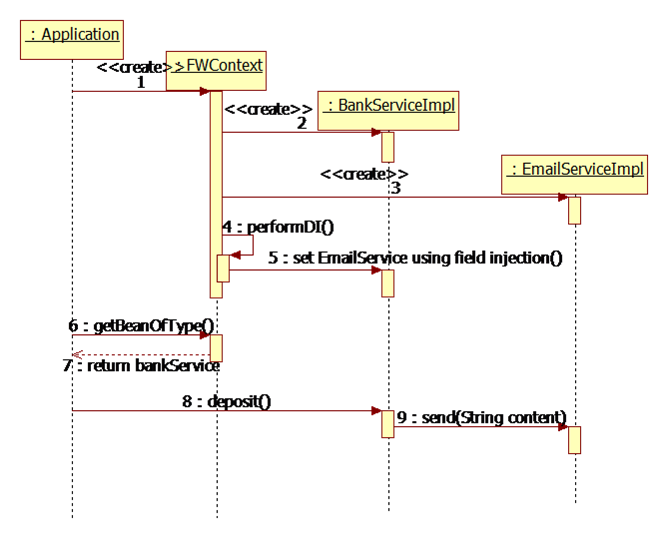 : Application
<<create>>
: FWContext
1
<<create>>
: BankServiceImpl
2
<<create>>
: EmailServiceImpl
3
4 : performDI()
5 : set EmailService using field injection()
6 : getBeanOfType()
7 : return bankService
8 : deposit()
9 : send(String content)